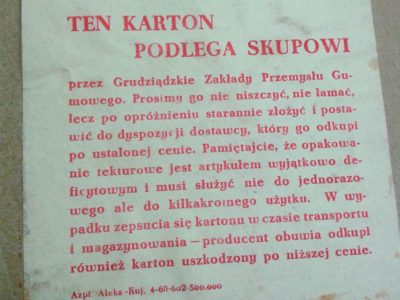 TEN KARTON
PODLEGA SKUPOWI
przez Grudziądzkie Zakłady Przemysłu Gu-
mowego. Prosimy go nie niszczyć, nie łamać,
lecz po opróżnieniu starannie złożyć i posta-
wić do dyspozycji dostawcy, który go odkupi
po ustalonej cenie. Pamiętajcie, że opakowa-
nie tekturowe jest artykułem wyjątkowo de-
ficytowym i musi służyć nie do jednorazo-
wego ale do kilkakrotnego użytku. W wy-
padku zepsucia się kartonu w czasie transportu
i magazynowania — producent obuwia odkupi
również karton uszkodzony po niższej cenie.
Azpt Aleks.-Kuj. 4-60-602-500.000